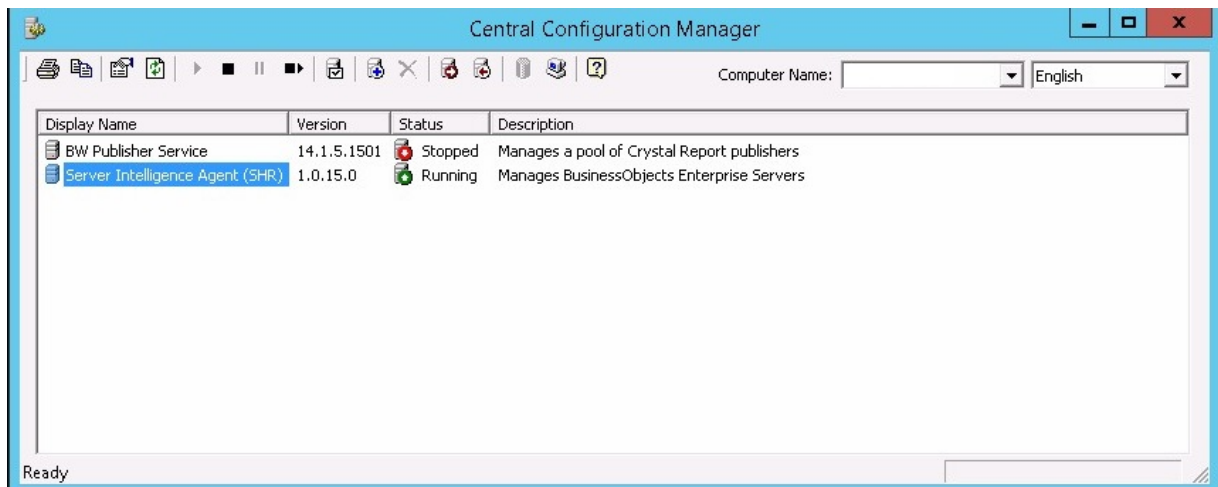 Central Configuration Manager
Computer Name: English
Display Name Version Status Description
BW Publisher Service 14.1.5.1501 Stopped Manages a pool of Crystal Report publishers
Server Intelligence Agent (SHR) 1.0.15.0 Running Manages BusinessObjects Enterprise Servers
Ready